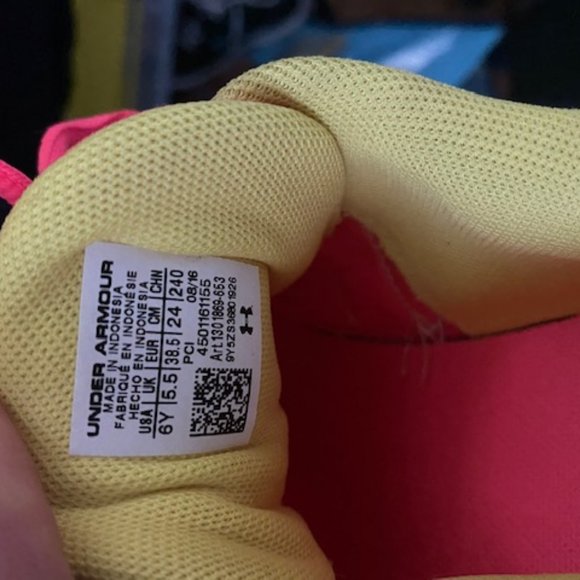 UNDER ARMOUR
MADE IN INDONESIA
FABRIQUÉ EN INDONÉSIE
HECHO EN INDONESIA
USA | UK | EUR | CM | CHN
6Y | 5.5 | 38.5 | 24 | 240
PCI 08/16
4501161155
Art.1301869-653
9Y5ZS36801926